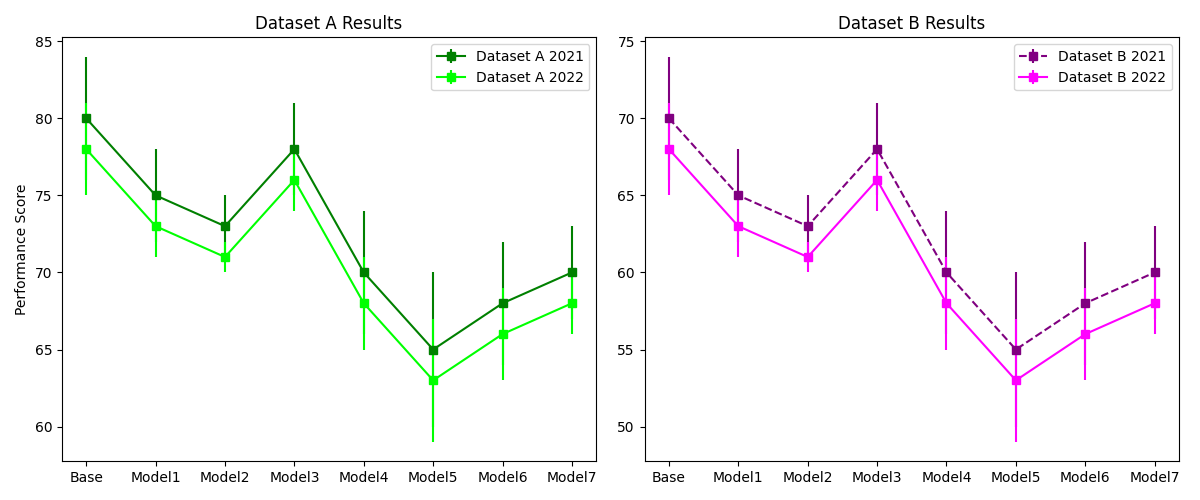 Dataset A Results
Performance Score
85
80
75
70
65
60
Dataset A 2021
Dataset A 2022
Base Model1 Model2 Model3 Model4 Model5 Model6 Model7
Dataset B Results
75
70
65
60
55
50
Dataset B 2021
Dataset B 2022
Base Model1 Model2 Model3 Model4 Model5 Model6 Model7